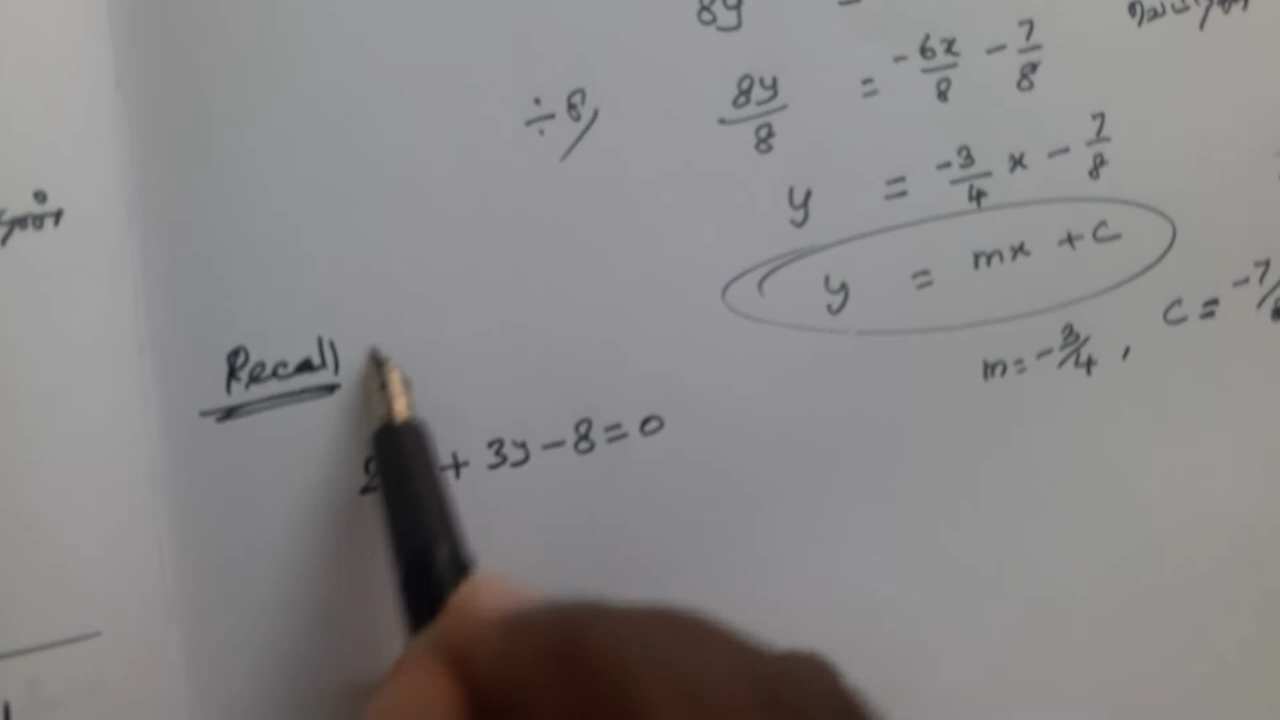 8y
÷8 8y/8 = -6x/8 - 7/8
y = -3/4 x - 7/8
y = mx + c
m = -3/4 , c = -7/
Recall
2 + 3y - 8 = 0